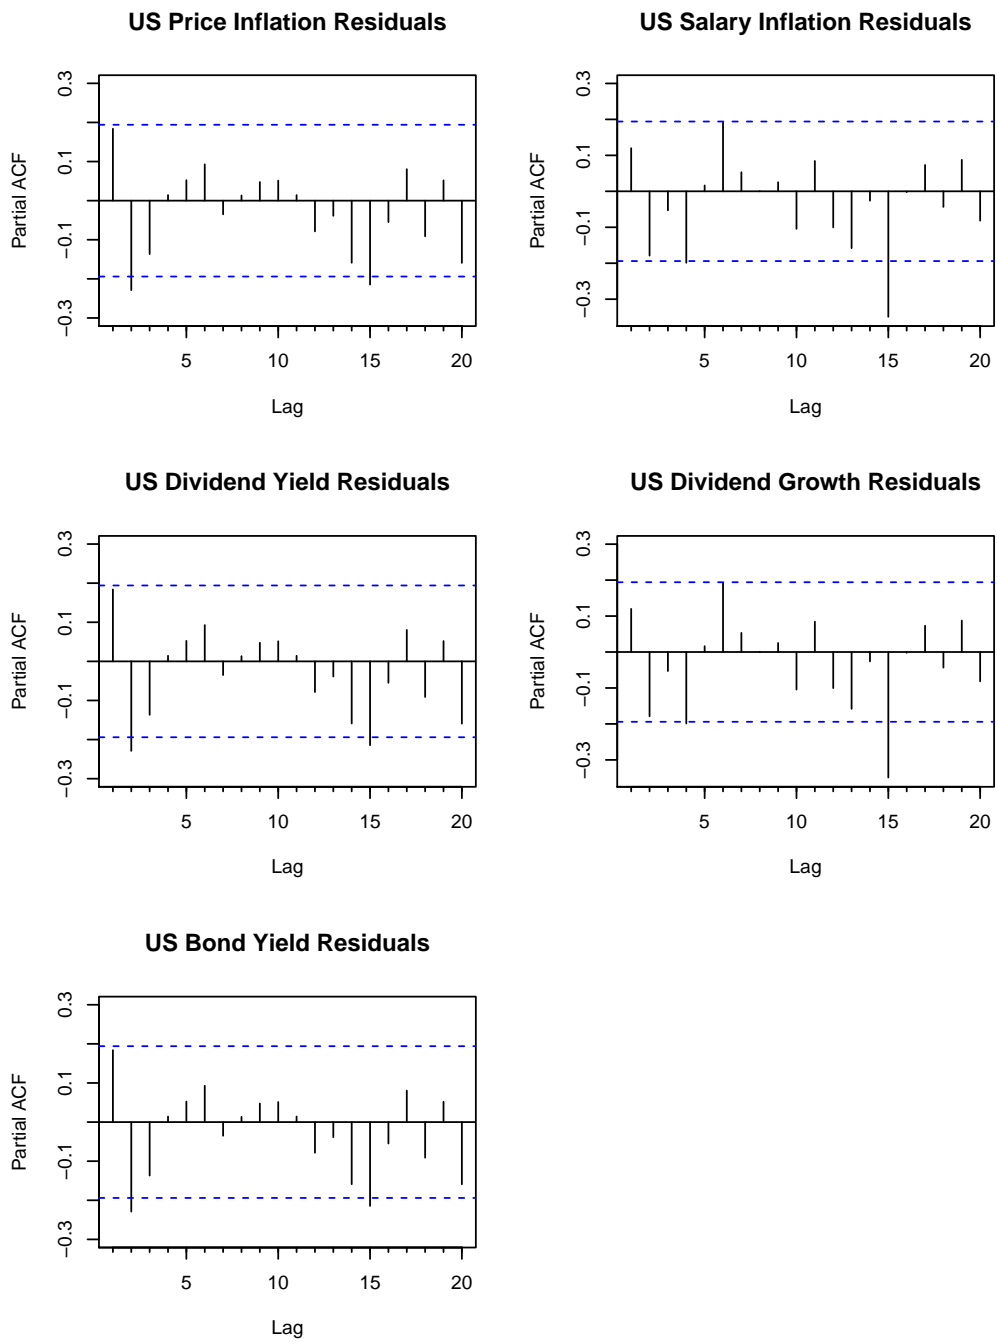 US Price Inflation Residuals
Partial ACF
0.3
0.1
−0.1
−0.3
5
10
15
20
Lag
US Salary Inflation Residuals
Partial ACF
0.3
0.1
−0.1
−0.3
5
10
15
20
Lag
US Dividend Yield Residuals
Partial ACF
0.3
0.1
−0.1
−0.3
5
10
15
20
Lag
US Dividend Growth Residuals
Partial ACF
0.3
0.1
−0.1
−0.3
5
10
15
20
Lag
US Bond Yield Residuals
Partial ACF
0.3
0.1
−0.1
−0.3
5
10
15
20
Lag